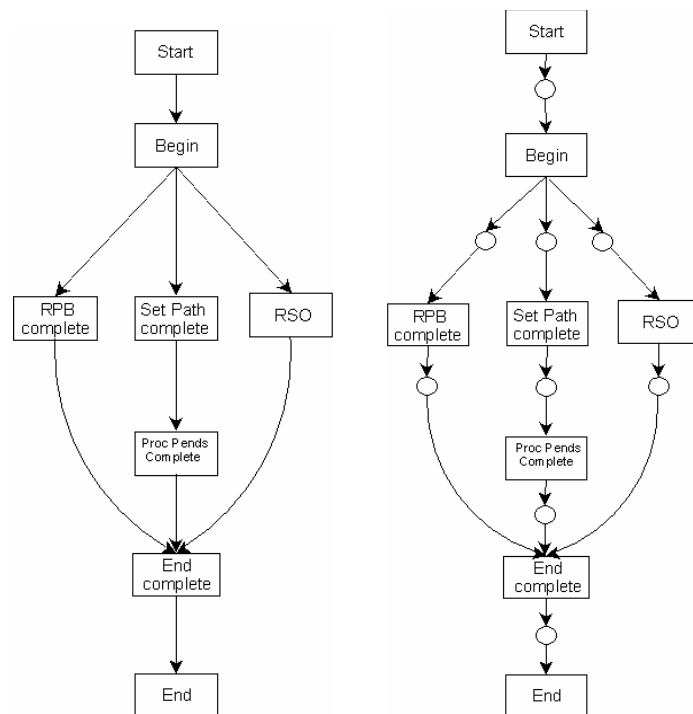 Start
Begin
RPB
complete
Set Path
complete
RSO
Proc Pends
Complete
End
complete
End
Start
Begin
RPB
complete
Set Path
complete
RSO
Proc Pends
Complete
End
complete
End